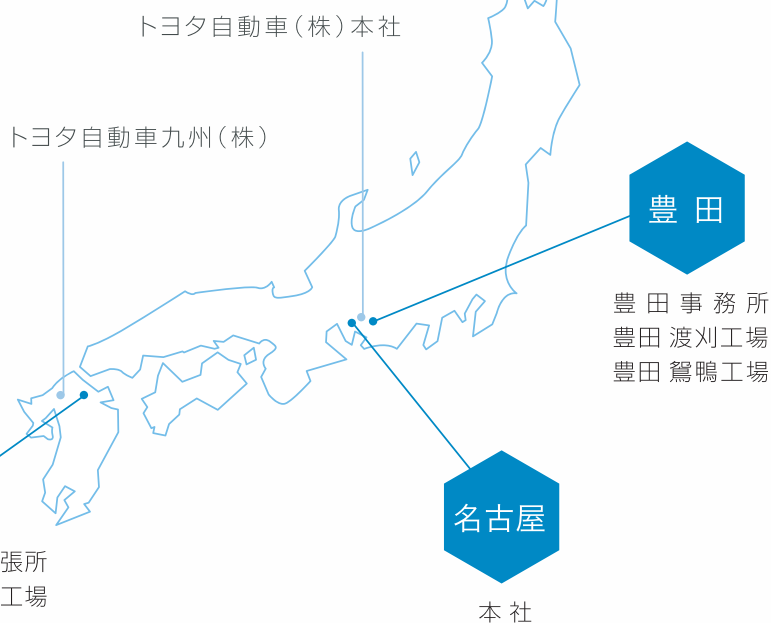 トヨタ自動車(株)本社
トヨタ自動車九州(株)
豊田
豊田事務所
豊田 渡刈工場
豊田 鴛鴨工場
名古屋
本社
張所
工場